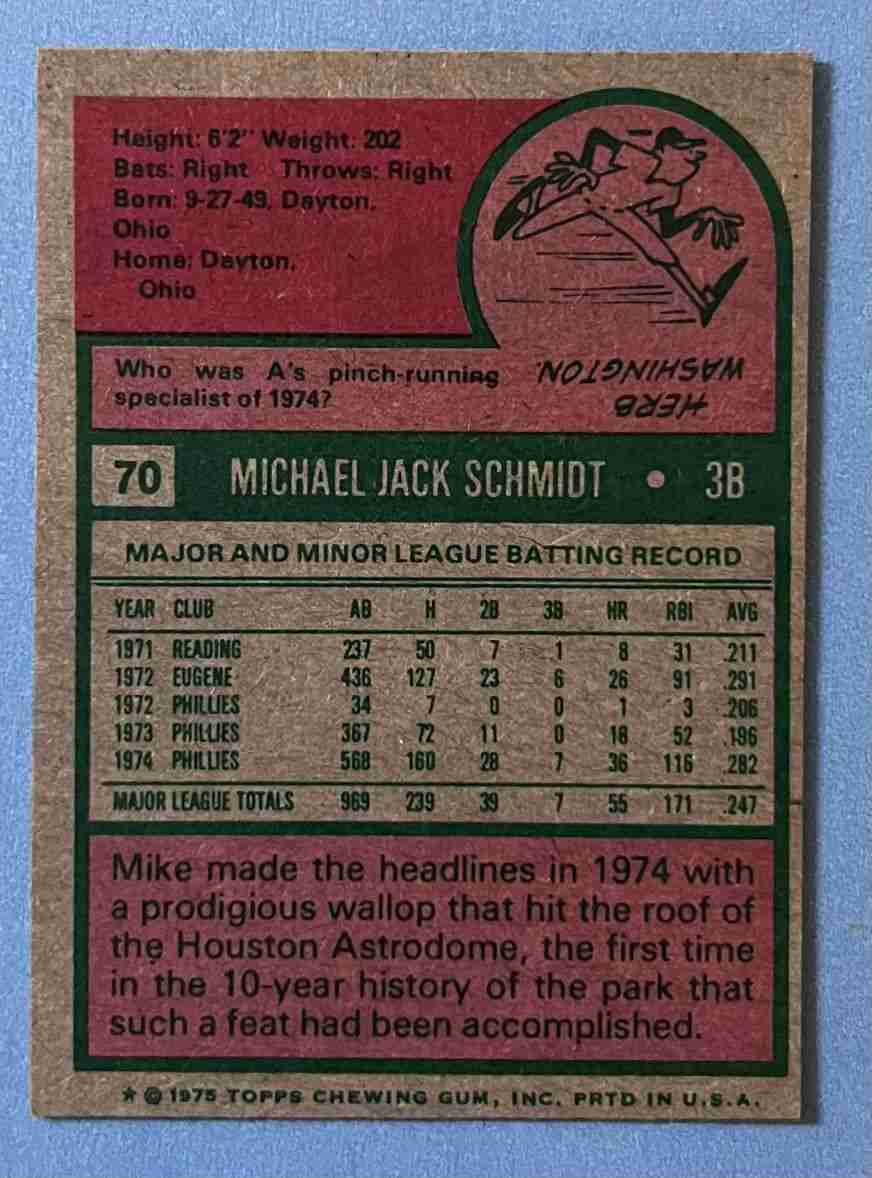 Height: 6'2" Weight: 202
Bats: Right Throws: Right
Born: 9-27-49, Dayton,
Ohio
Home: Dayton,
Ohio
Who was A's pinch-running
specialist of 1974?
HERB
WASHINGTON.
70 MICHAEL JACK SCHMIDT • 3B
MAJOR AND MINOR LEAGUE BATTING RECORD
YEAR CLUB AB H 2B 3B HR RBI AVG
1971 READING 237 50 7 1 8 31 .211
1972 EUGENE 436 127 23 6 26 91 .291
1972 PHILLIES 34 7 0 0 1 3 .206
1973 PHILLIES 367 72 11 0 18 52 .196
1974 PHILLIES 568 160 28 7 36 116 .282
MAJOR LEAGUE TOTALS 969 239 39 7 55 171 .247
Mike made the headlines in 1974 with
a prodigious wallop that hit the roof of
the Houston Astrodome, the first time
in the 10-year history of the park that
such a feat had been accomplished.
* © 1975 TOPPS CHEWING GUM, INC. PRTD IN U.S.A.